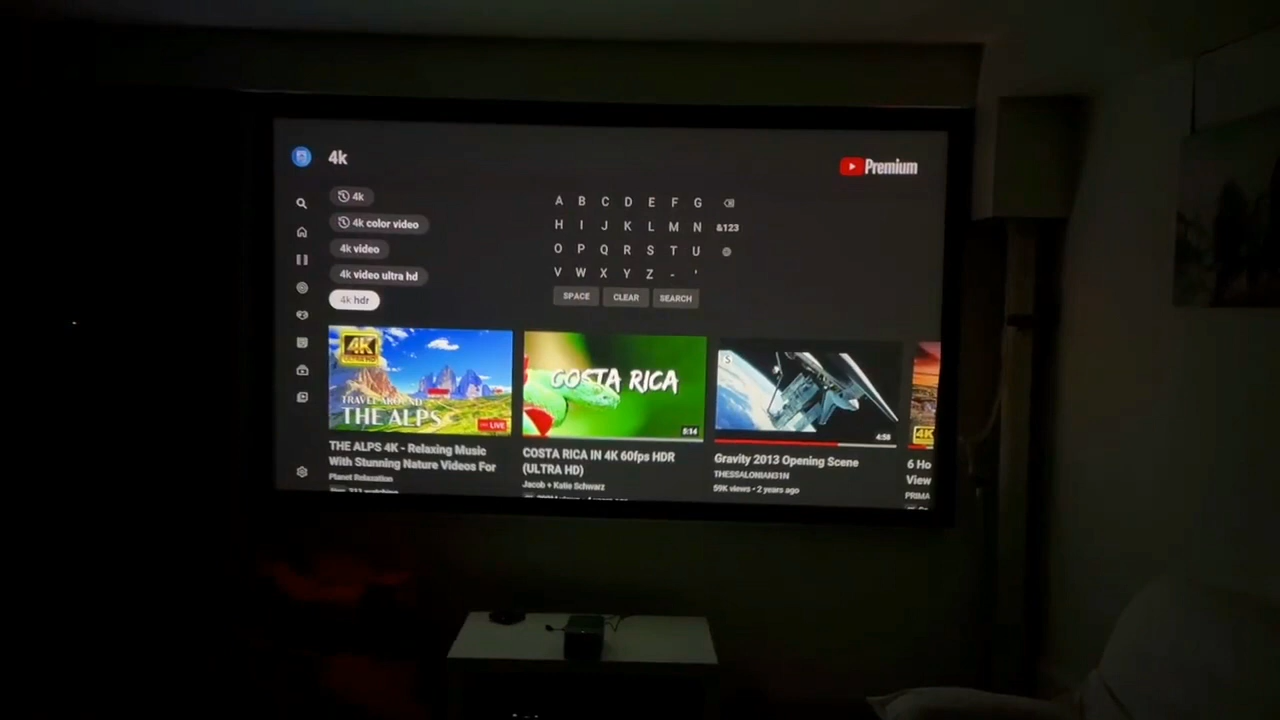 4k
Premium
4k
4k color video
4k video
4k video ultra hd
4k hdr
A B C D E F G
H I J K L M N &123
O P Q R S T U
V W X Y Z - '
SPACE CLEAR SEARCH
4K
ULTRA HD
TRAVEL AROUND
THE ALPS
LIVE
COSTA RICA
5:14
S
4:58
4K
THE ALPS 4K - Relaxing Music
With Stunning Nature Videos For
Planet Relaxation
COSTA RICA IN 4K 60fps HDR
(ULTRA HD)
Jacob + Katie Schwarz
Gravity 2013 Opening Scene
THESSALONIAN31N
59K views • 2 years ago
6 Ho
View
PRIMA